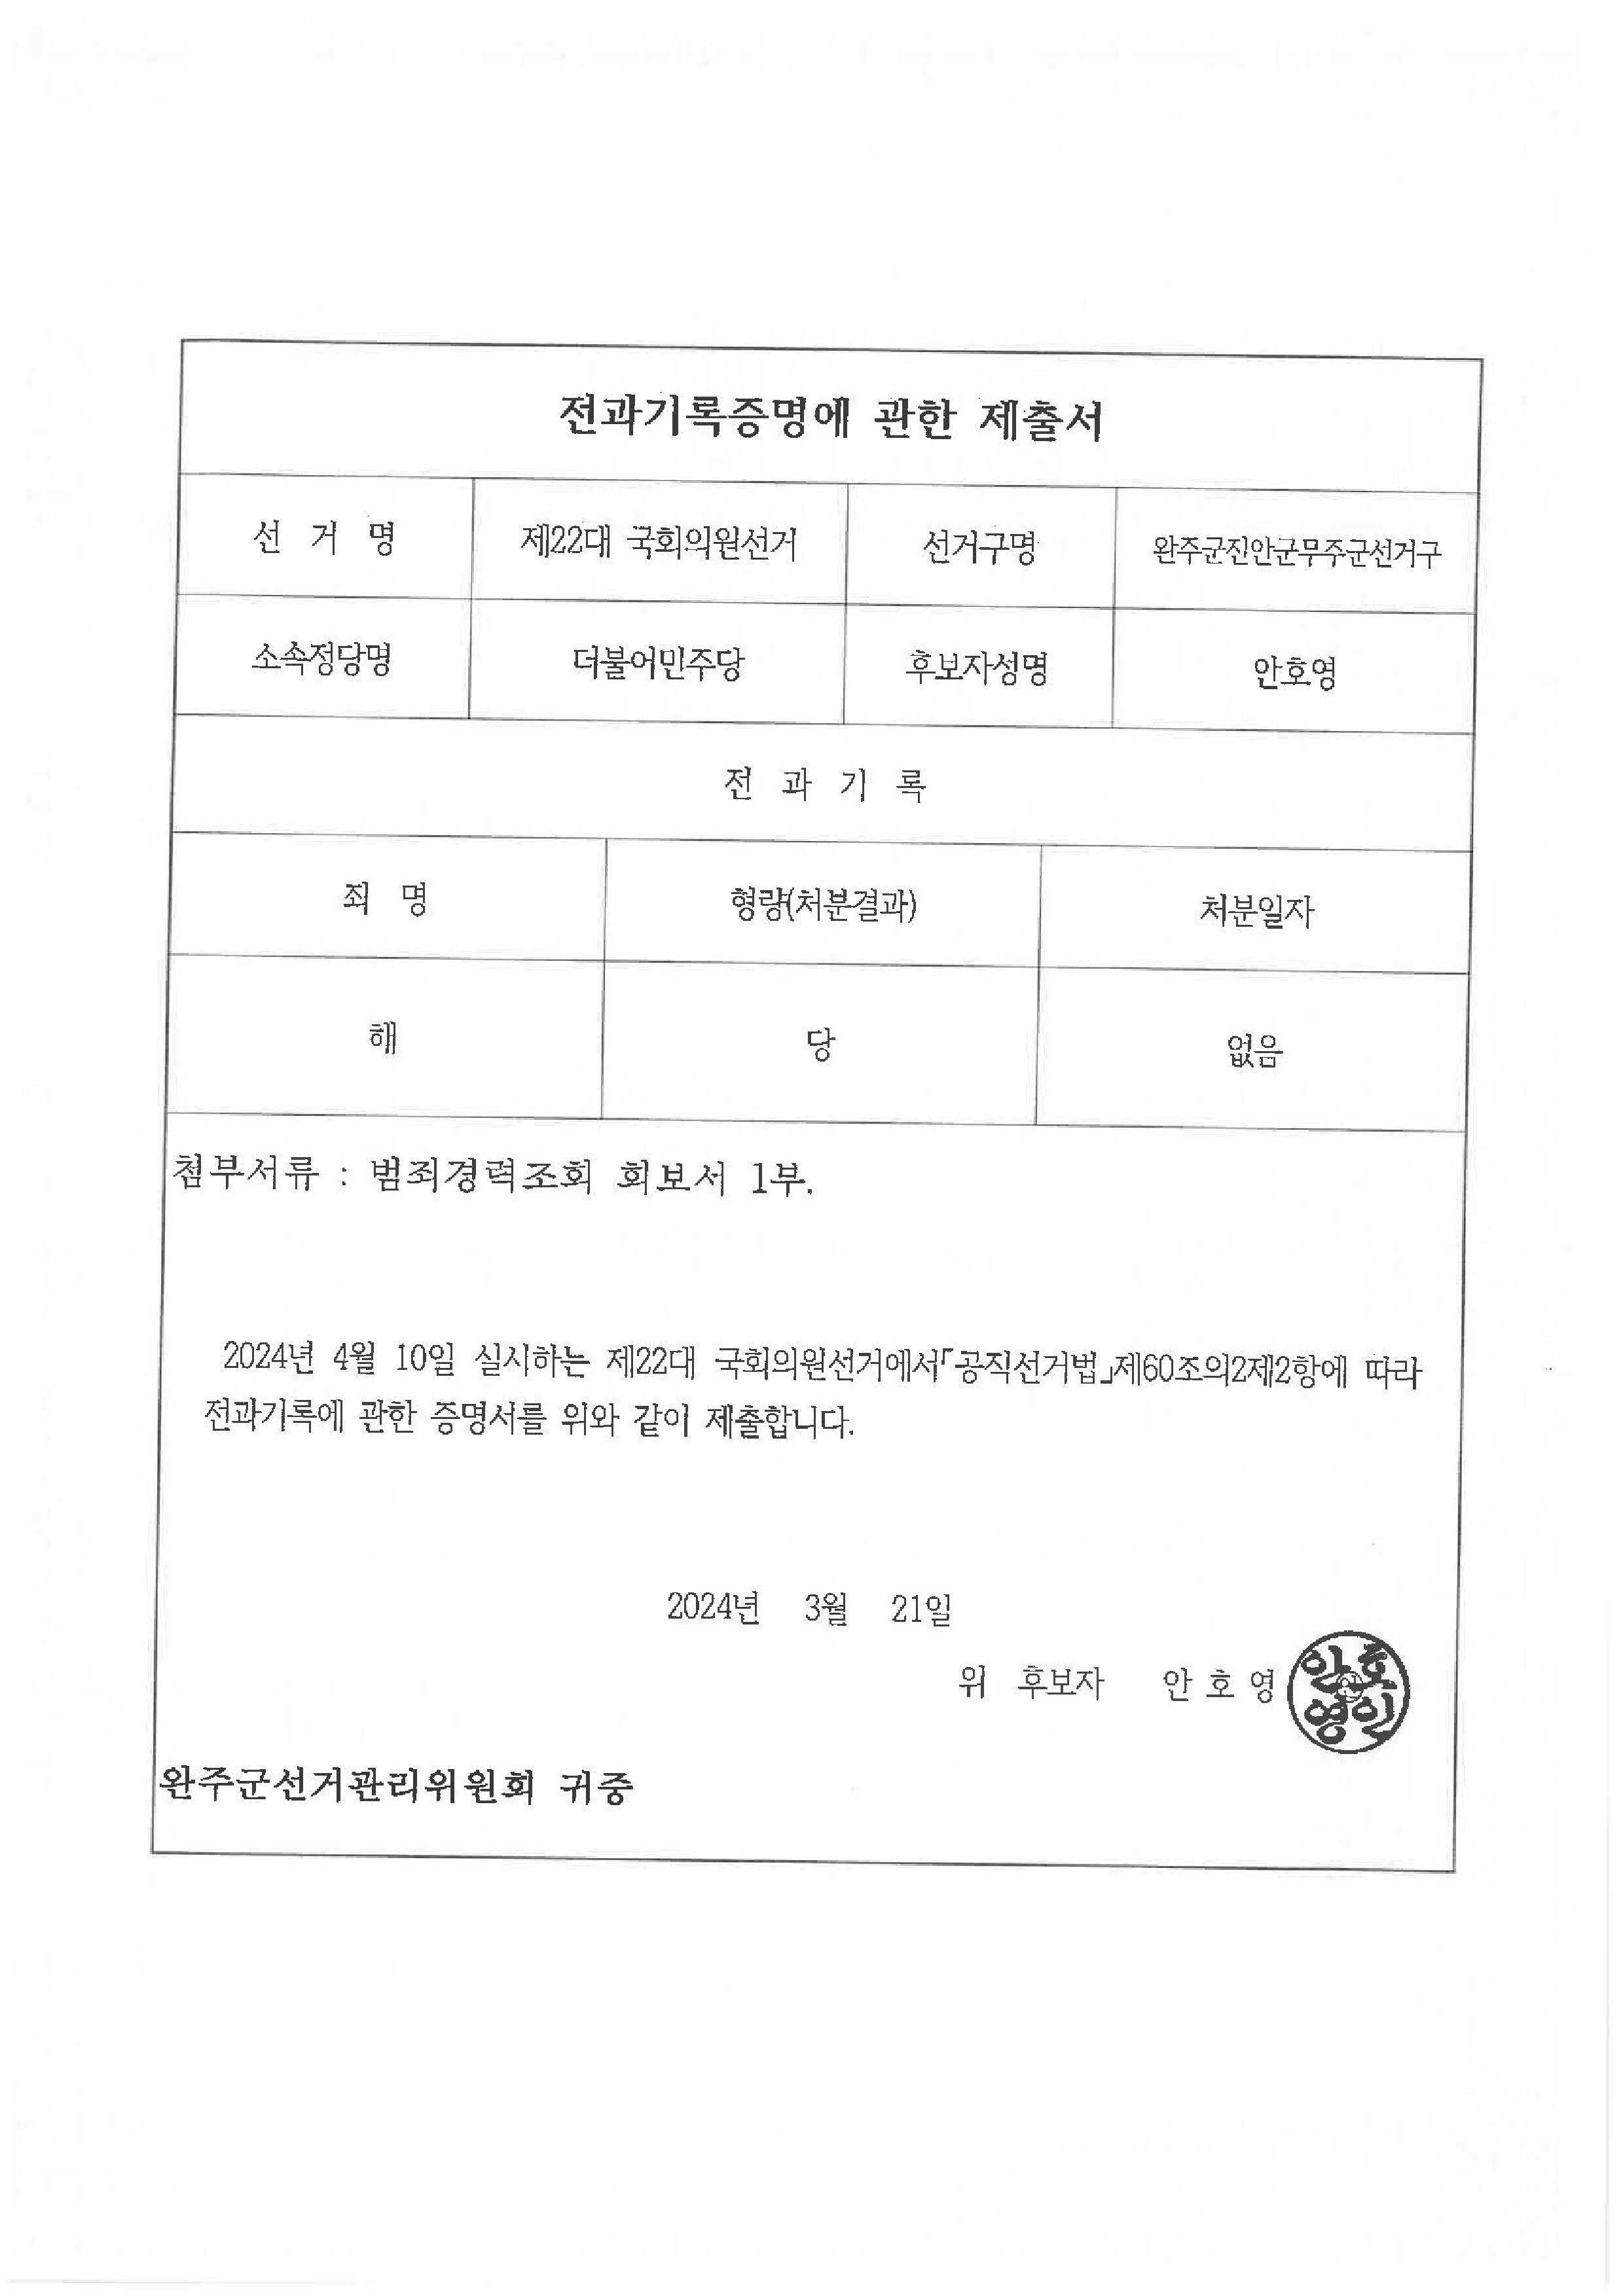 전과기록증명에 관한 제출서
선 거 명 제22대 국회의원선거 선거구명 완주군진안군무주군선거구
소속정당명 더불어민주당 후보자성명 안호영
전 과 기 록
죄 명 형량(처분결과) 처분일자
해 당 없음
첨부서류 : 범죄경력조회 회보서 1부.
2024년 4월 10일 실시하는 제22대 국회의원선거에서「공직선거법」제60조의2제2항에 따라
전과기록에 관한 증명서를 위와 같이 제출합니다.
2024년 3월 21일
위 후보자 안 호 영
안호
영인
완주군선거관리위원회 귀중